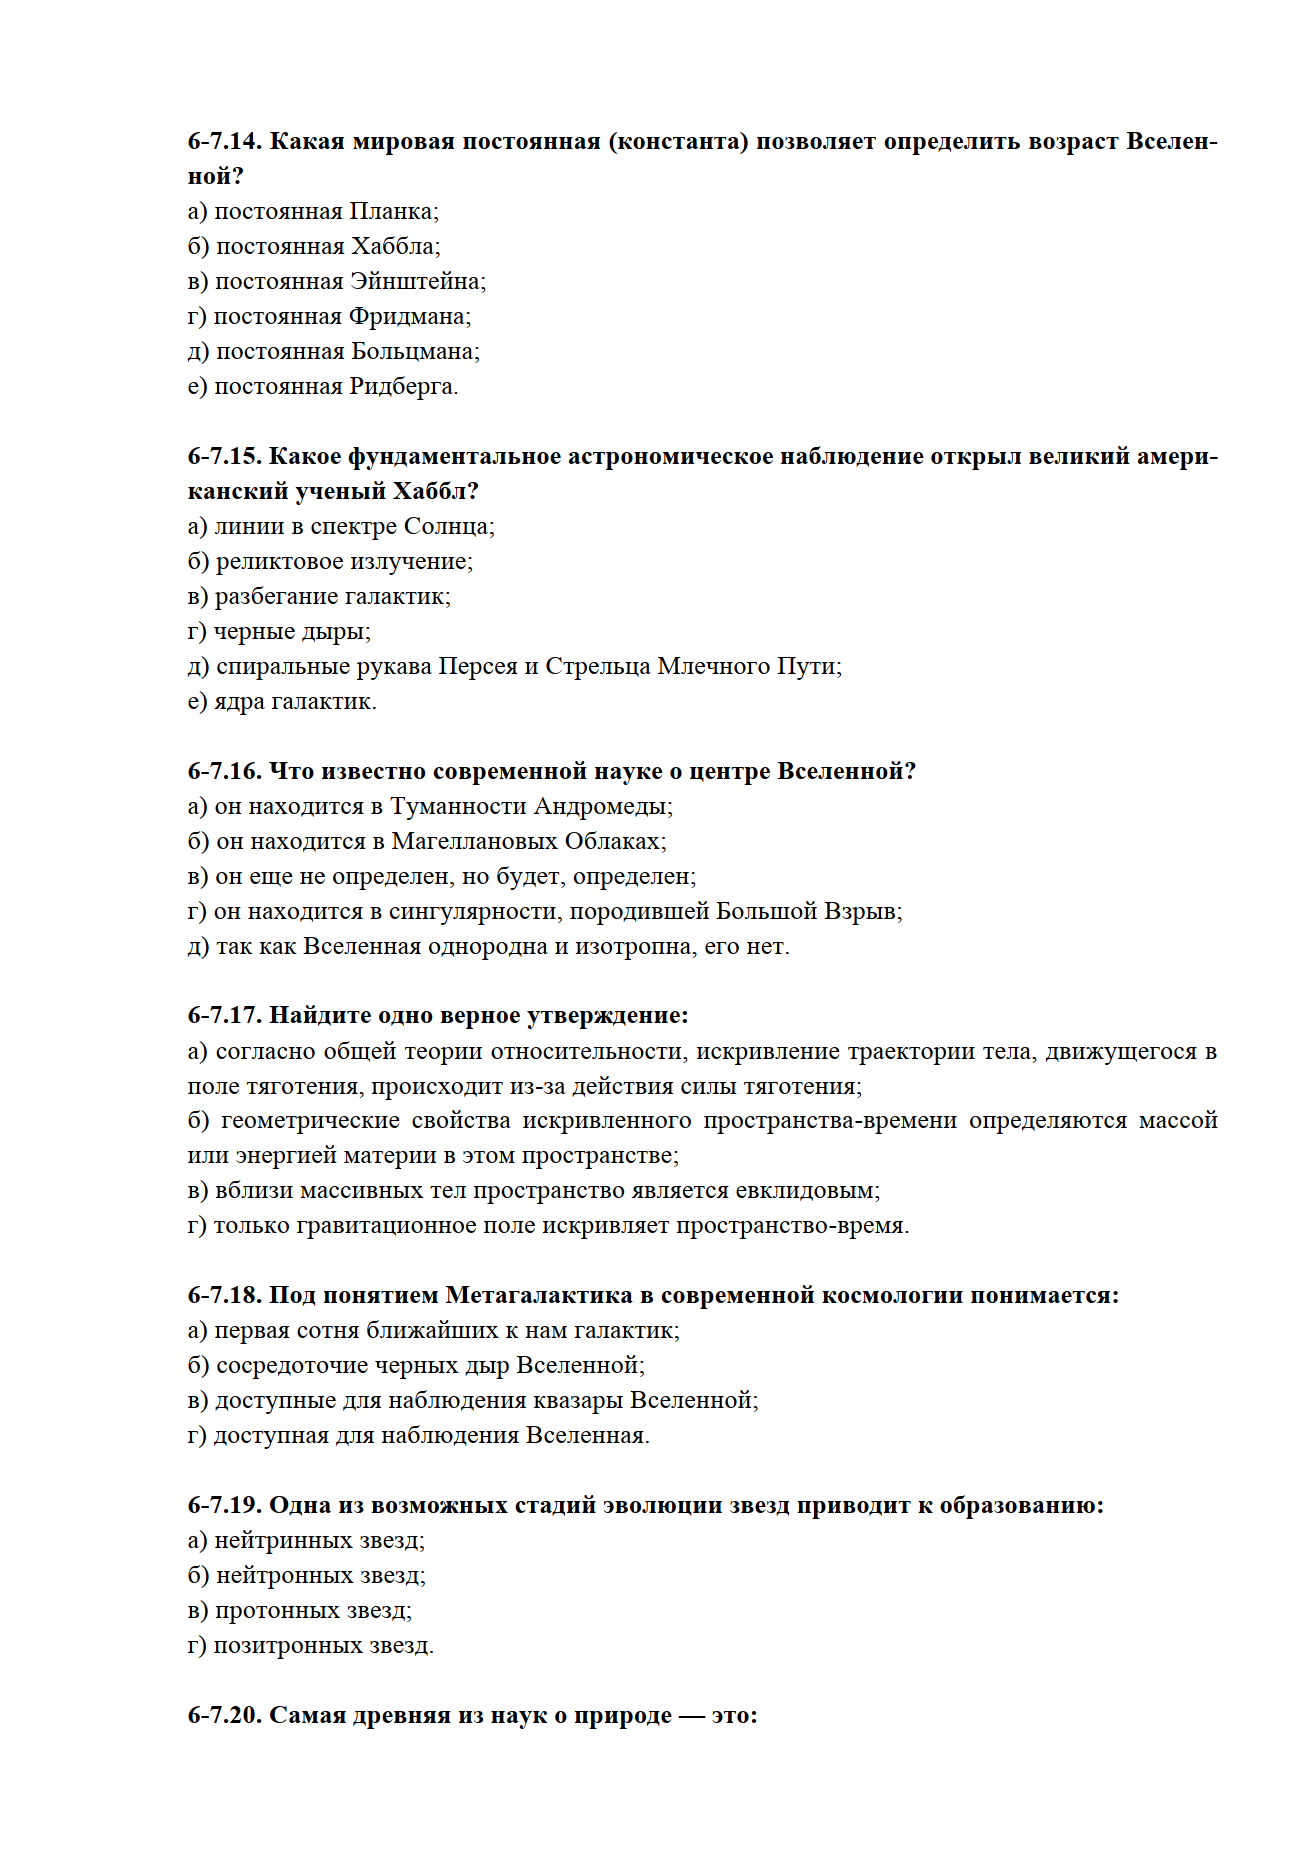 6-7.14. Какая мировая постоянная (константа) позволяет определить возраст Вселен-
ной?
а) постоянная Планка;
б) постоянная Хаббла;
в) постоянная Эйнштейна;
г) постоянная Фридмана;
д) постоянная Больцмана;
е) постоянная Ридберга.
6-7.15. Какое фундаментальное астрономическое наблюдение открыл великий амери-
канский ученый Хаббл?
а) линии в спектре Солнца;
б) реликтовое излучение;
в) разбегание галактик;
г) черные дыры;
д) спиральные рукава Персея и Стрельца Млечного Пути;
е) ядра галактик.
6-7.16. Что известно современной науке о центре Вселенной?
а) он находится в Туманности Андромеды;
б) он находится в Магеллановых Облаках;
в) он еще не определен, но будет, определен;
г) он находится в сингулярности, породившей Большой Взрыв;
д) так как Вселенная однородна и изотропна, его нет.
6-7.17. Найдите одно верное утверждение:
а) согласно общей теории относительности, искривление траектории тела, движущегося в
поле тяготения, происходит из-за действия силы тяготения;
б) геометрические свойства искривленного пространства-времени определяются массой
или энергией материи в этом пространстве;
в) вблизи массивных тел пространство является евклидовым;
г) только гравитационное поле искривляет пространство-время.
6-7.18. Под понятием Метагалактика в современной космологии понимается:
а) первая сотня ближайших к нам галактик;
б) сосредоточие черных дыр Вселенной;
в) доступные для наблюдения квазары Вселенной;
г) доступная для наблюдения Вселенная.
6-7.19. Одна из возможных стадий эволюции звезд приводит к образованию:
а) нейтринных звезд;
б) нейтронных звезд;
в) протонных звезд;
г) позитронных звезд.
6-7.20. Самая древняя из наук о природе — это: